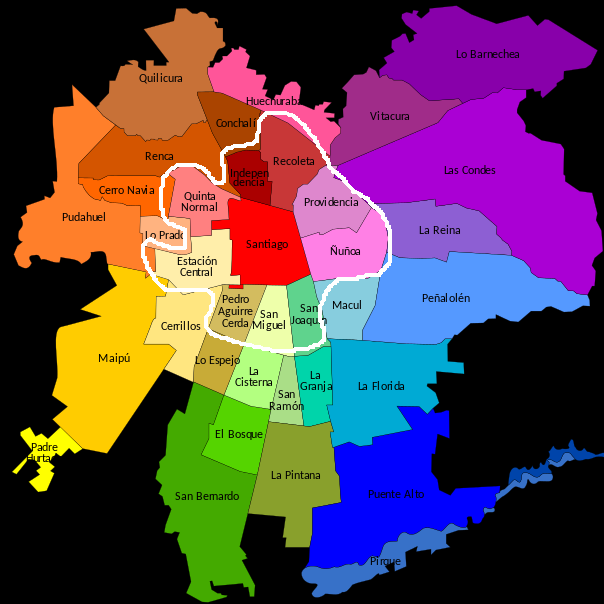 Lo Barnechea
Quilicura
Huechuraba
Vitacura
Conchalí
Renca
Recoleta
Las Condes
Indepen
dencia
Cerro Navia
Quinta
Normal
Providencia
Pudahuel
Lo Prado
La Reina
Santiago
Ñuñoa
Estación
Central
Peñalolén
Pedro
Aguirre
Cerda
San
Joaquín
Macul
San
Miguel
Cerrillos
Maipú
Lo Espejo
La
Cisterna
La
Granja
La Florida
San
Ramón
El Bosque
Padre
Hurtado
La Pintana
San Bernardo
Puente Alto
Pirque